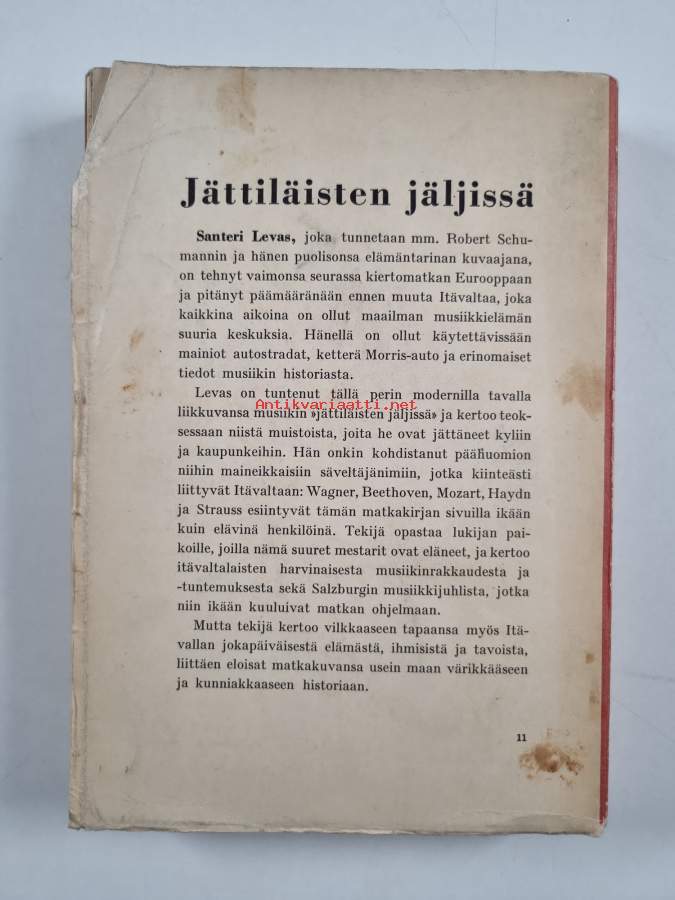 Jättiläisten jäljissä
Santeri Levas, joka tunnetaan mm. Robert Schu-
mannin ja hänen puolisonsa elämäntarinan kuvaajana,
on tehnyt vaimonsa seurassa kiertomatkan Eurooppaan
ja pitänyt päämääränään ennen muuta Itävaltaa, joka
kaikkina aikoina on ollut maailman musiikkielämän
suuria keskuksia. Hänellä on ollut käytettävissään
mainiot autostradat, ketterä Morris-auto ja erinomaiset
tiedot musiikin historiasta.
Levas on tuntenut tällä perin modernilla tavalla
Antikvariaatti.net
liikkuvansa musiikin »jättiläisten jäljissä» ja kertoo teok-
sessaan niistä muistoista, joita he ovat jättäneet kyliin
ja kaupunkeihin. Hän onkin kohdistanut päähuomion
niihin maineikkaisiin säveltäjänimiin, jotka kiinteästi
liittyvät Itävaltaan: Wagner, Beethoven, Mozart, Haydn
ja Strauss esiintyvät tämän matkakirjan sivuilla ikään
kuin elävinä henkilöinä. Tekijä opastaa lukijan pai-
koille, joilla nämä suuret mestarit ovat eläneet, ja kertoo
itävaltalaisten harvinaisesta musiikinrakkaudesta ja
-tuntemuksesta sekä Salzburgin musiikkijuhlista, jotka
niin ikään kuuluivat matkan ohjelmaan.
Mutta tekijä kertoo vilkkaaseen tapaansa myös Itä-
vallan jokapäiväisestä elämästä, ihmisistä ja tavoista,
liittäen eloisat matkakuvansa usein maan värikkääseen
ja kunniakkaaseen historiaan.
11